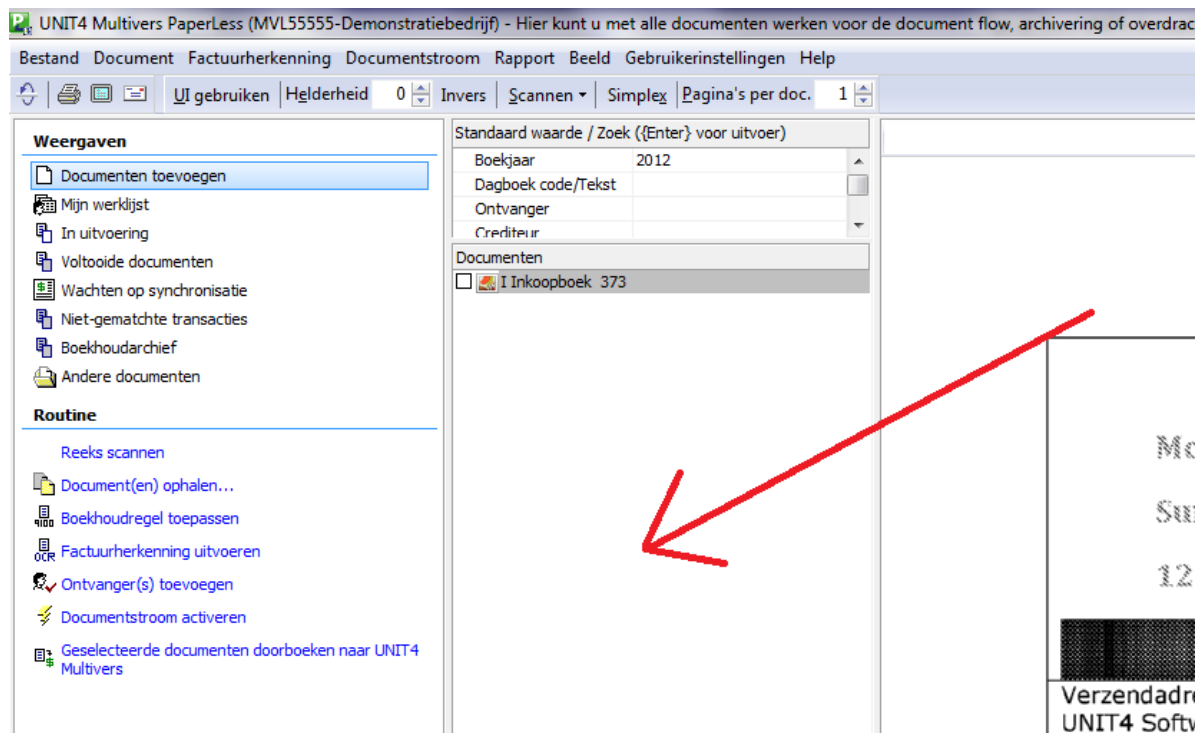 UNIT4 Multivers PaperLess (MVL55555-Demonstratiebedrijf) - Hier kunt u met alle documenten werken voor de document flow, archivering of
Bestand Document Factuurherkenning Documentstroom Rapport Beeld Gebruikerinstellingen Help
UI gebruiken Helderheid 0 Invers Scannen Simplex Pagina's per doc. 1
Weergaven
Documenten toevoegen
Mijn werklijst
In uitvoering
Voltooide documenten
Wachten op synchronisatie
Niet-gematchte transacties
Boekhoudarchief
Andere documenten
Routine
Reeks scannen
Document(en) ophalen...
Boekhoudregel toepassen
Factuurherkenning uitvoeren
Ontvanger(s) toevoegen
Documentstroom activeren
Geselecteerde documenten doorboeken naar UNIT4
Multivers
Standaard waarde / Zoek ({Enter} voor uitvoer)
Boekjaar 2012
Dagboek code/Tekst
Ontvanger
Crediteur
Documenten
I Inkoopboek 373
12
UNIT4